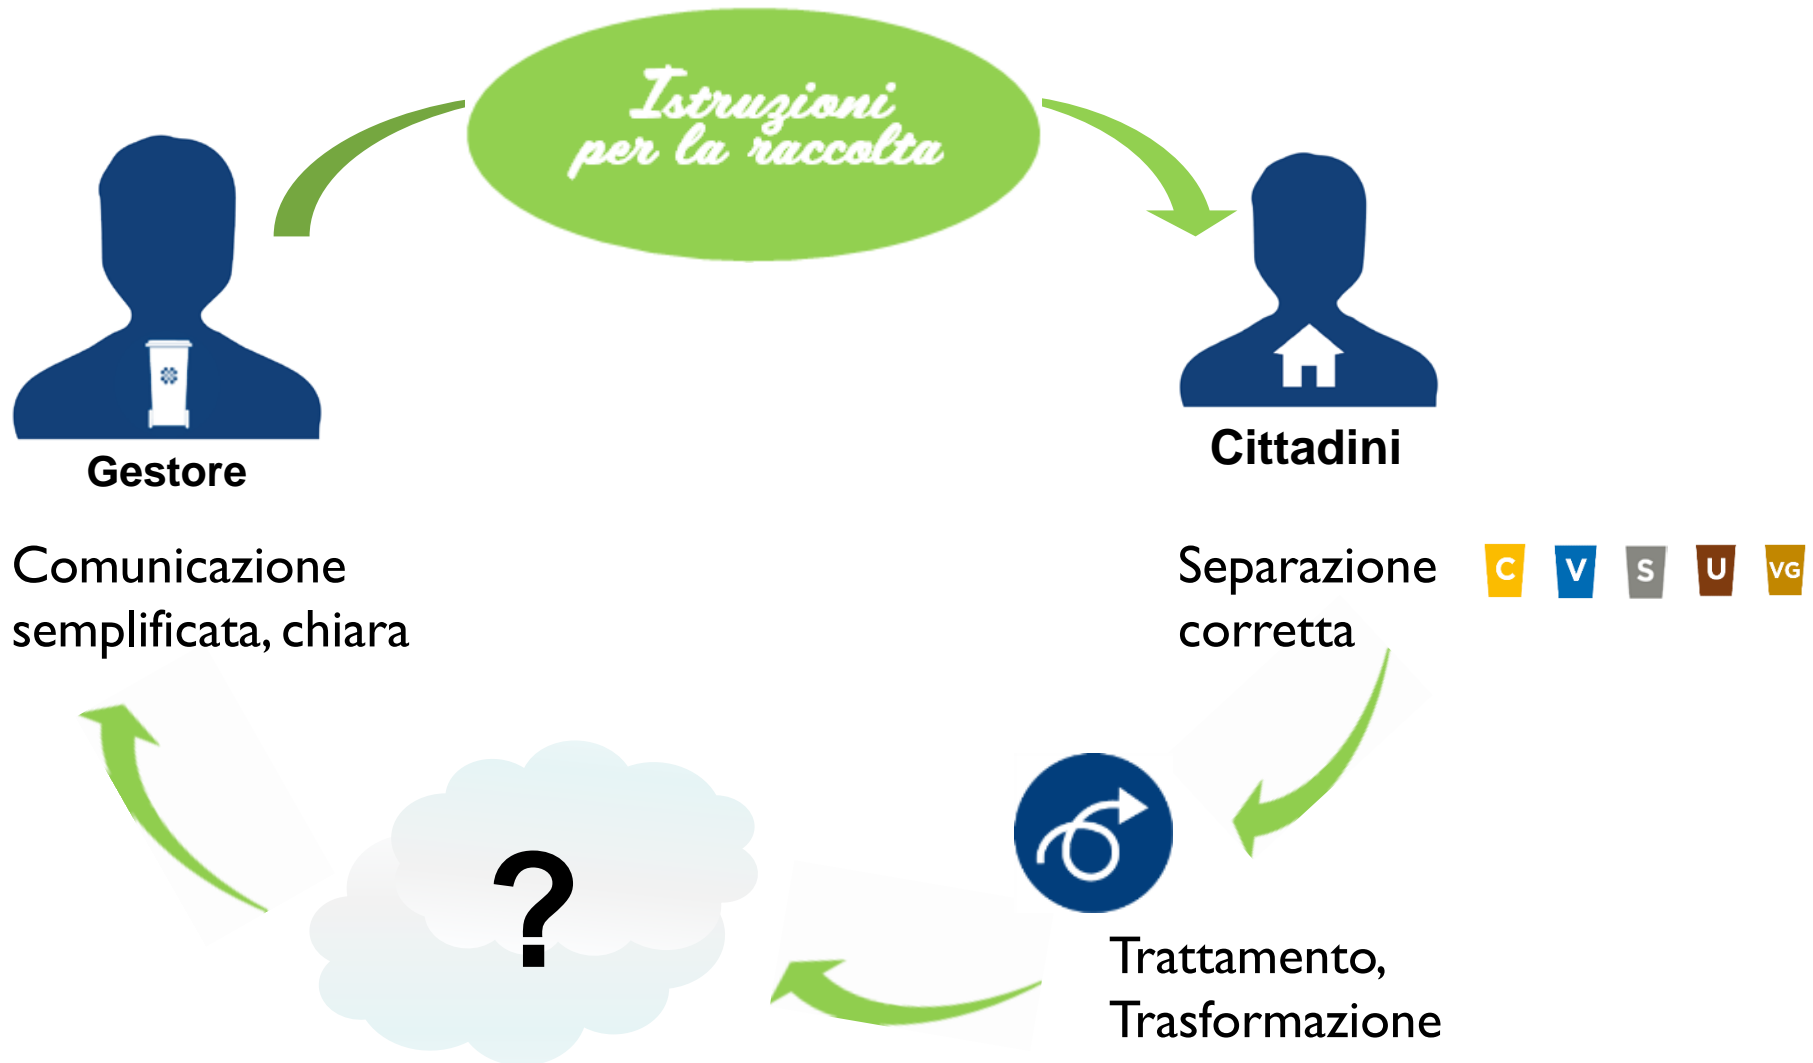 Istruzioni
per la raccolta
Gestore
Cittadini
Comunicazione
semplificata, chiara
Separazione
corretta
C
V
S
U
VG
?
Trattamento,
Trasformazione